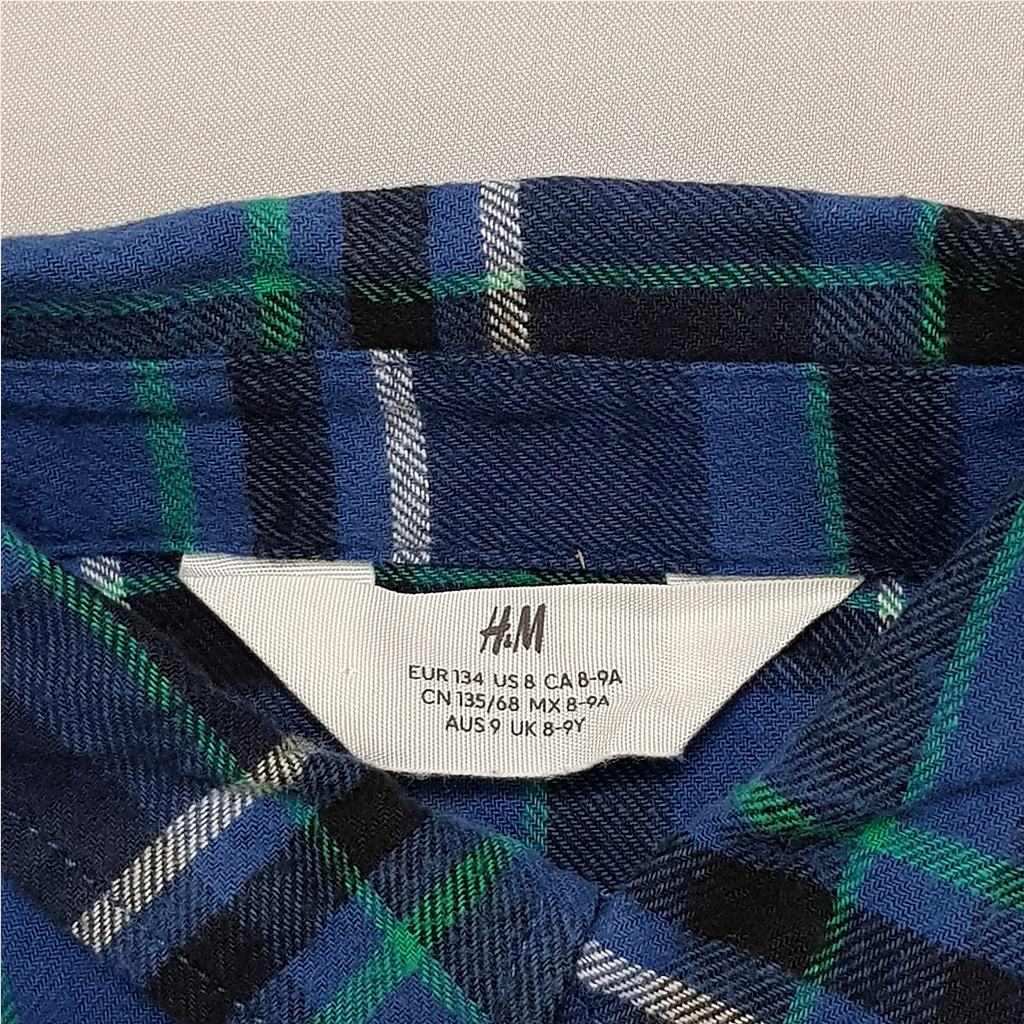 H&M
EUR 134 US 8 CA 8-9A
CN 135/68 MX 8-9A
AUS 9 UK 8-9Y